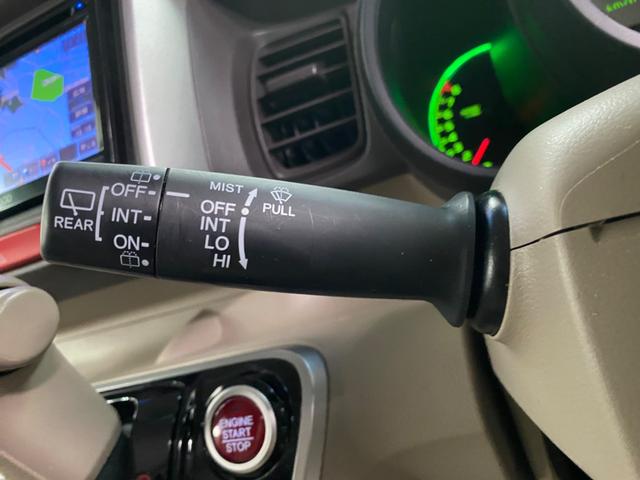 REAR
OFF
INT
ON
MIST
OFF
INT
LO
HI
PULL
ENGINE
START
STOP